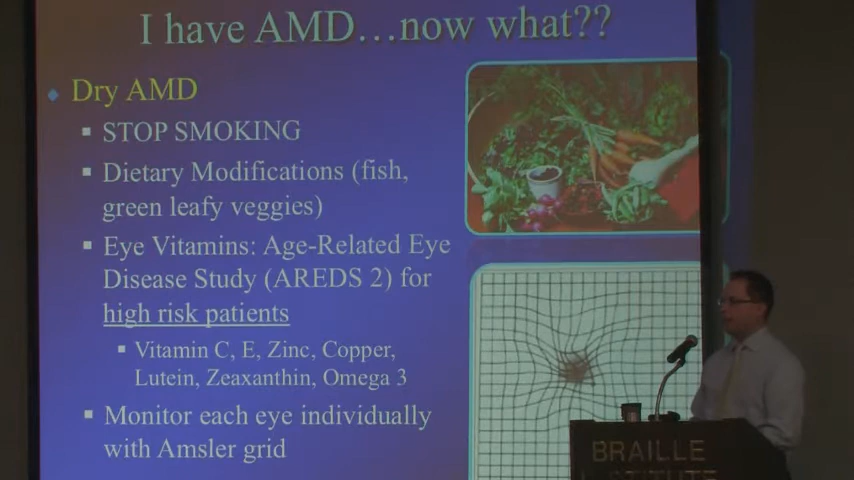 I have AMD...now what??
Dry AMD
STOP SMOKING
Dietary Modifications (fish,
green leafy veggies)
Eye Vitamins: Age-Related Eye
Disease Study (AREDS 2) for
high risk patients
Vitamin C, E, Zinc, Copper,
Lutein, Zeaxanthin, Omega 3
Monitor each eye individually
with Amsler grid
BRAILLE
INSTITUTE